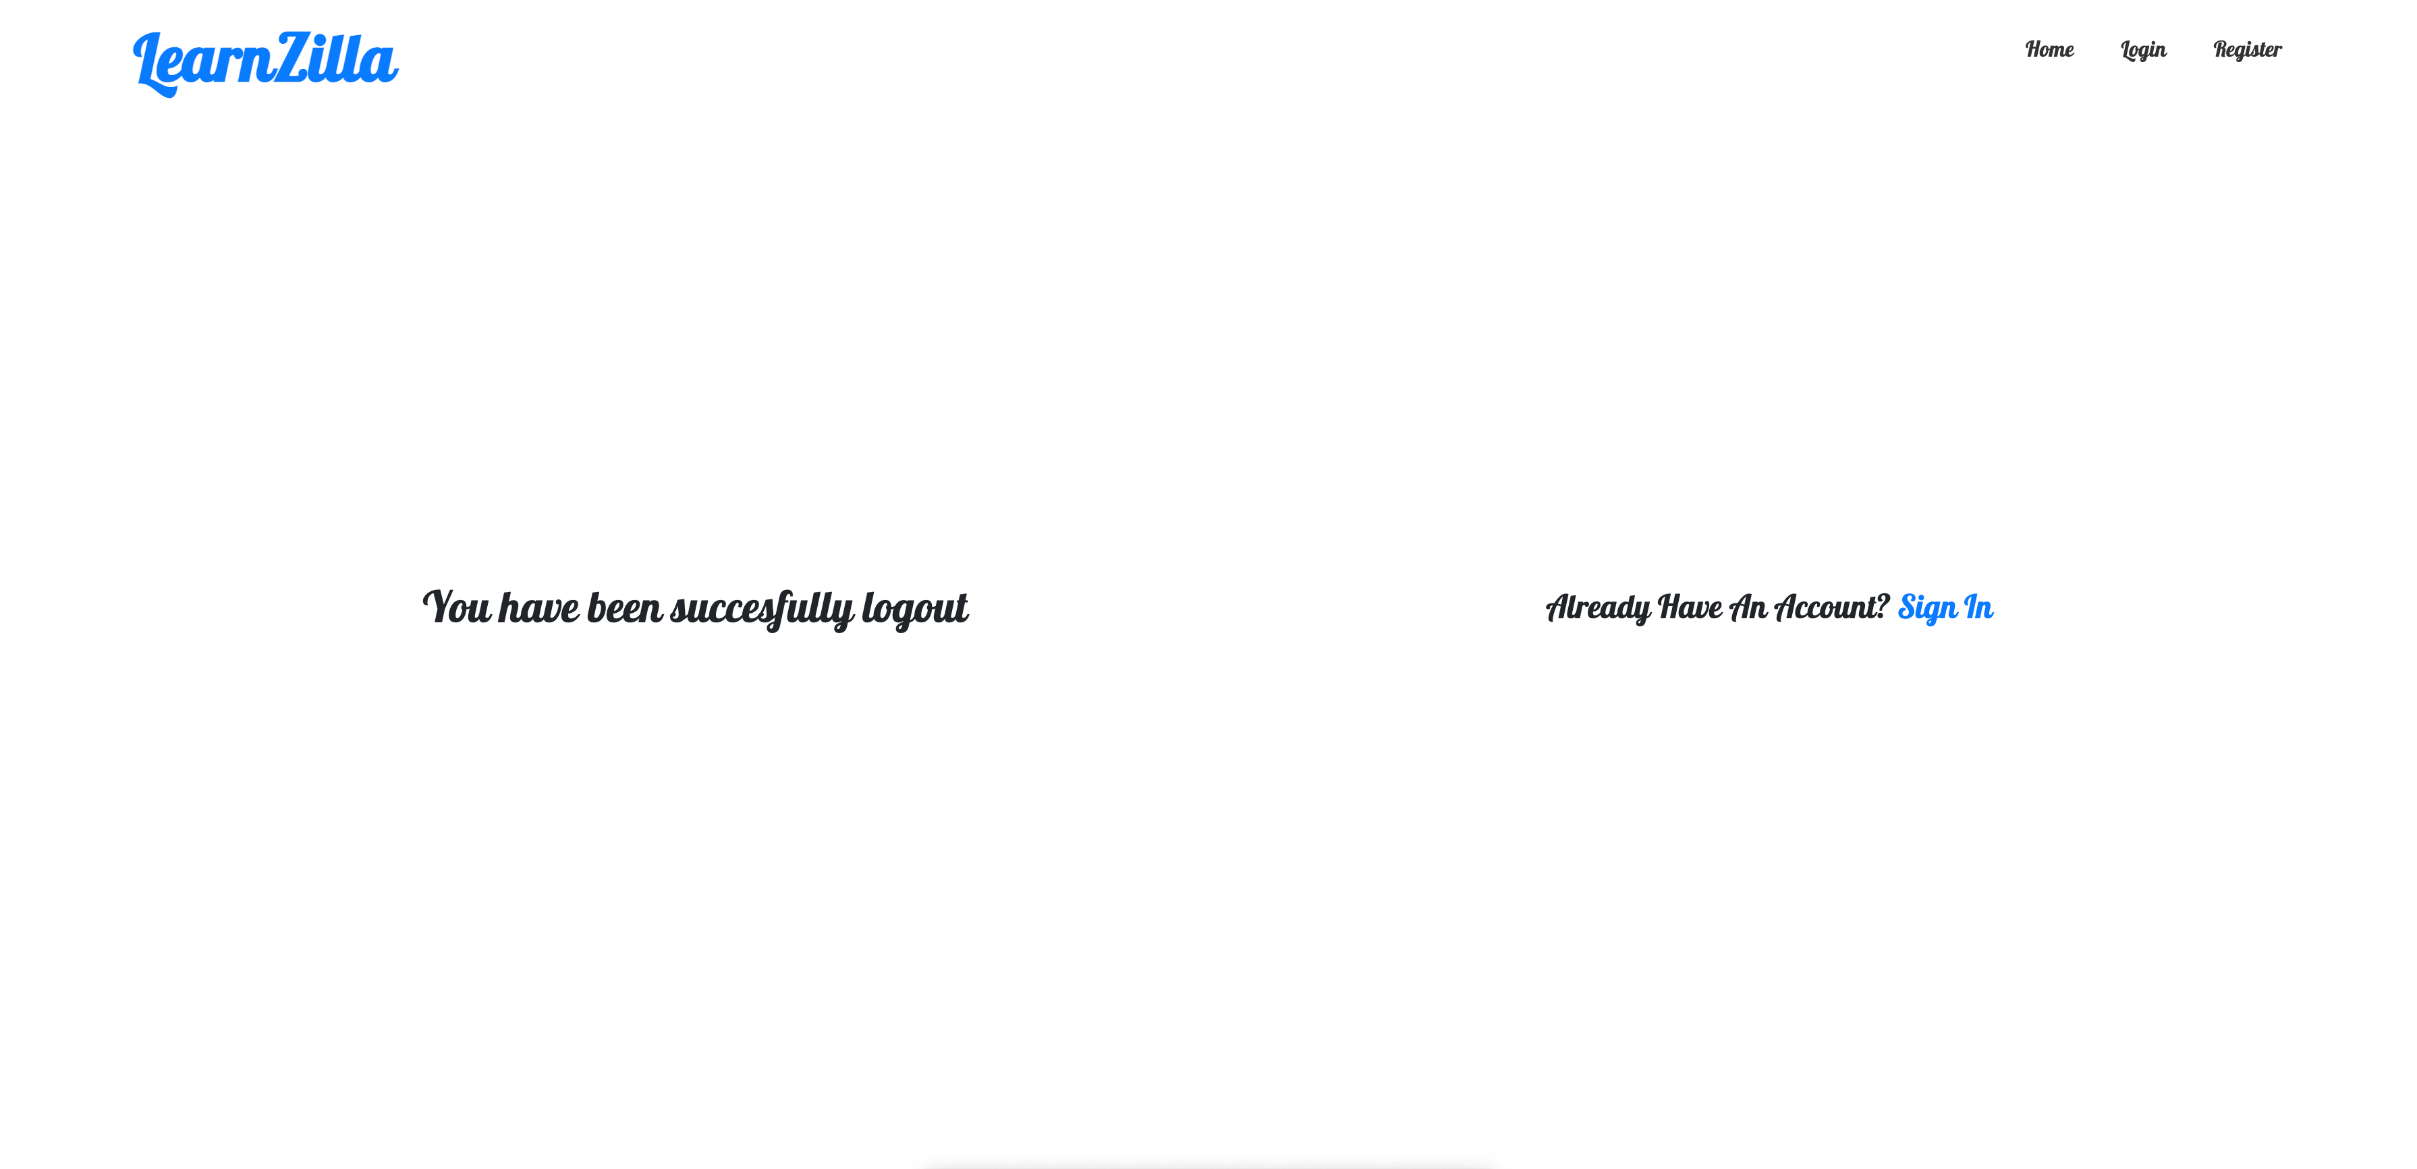 LearnZilla
Home Login Register
You have been succesfully logout
Already Have An Account? Sign In